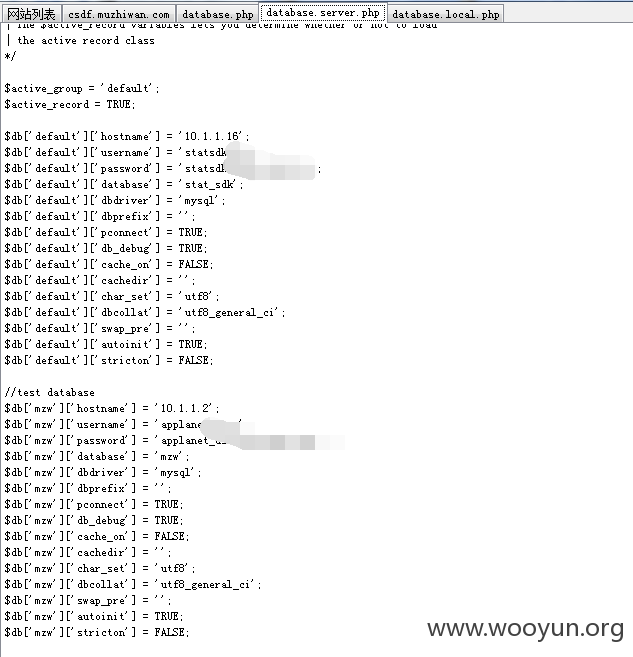 网站列表 csdf.muzhiwan.com database.php database.server.php database.local.php
| The $active_record variables lets you determine whether or not to load
| the active record class
*/
$active_group = 'default';
$active_record = TRUE;
$db['default']['hostname'] = '10.1.1.16';
$db['default']['username'] = 'statsdk
$db['default']['password'] = 'statsdk ;
$db['default']['database'] = 'stat_sdk';
$db['default']['dbdriver'] = 'mysql';
$db['default']['dbprefix'] = '';
$db['default']['pconnect'] = TRUE;
$db['default']['db_debug'] = TRUE;
$db['default']['cache_on'] = FALSE;
$db['default']['cachedir'] = '';
$db['default']['char_set'] = 'utf8';
$db['default']['dbcollat'] = 'utf8_general_ci';
$db['default']['swap_pre'] = '';
$db['default']['autoinit'] = TRUE;
$db['default']['stricton'] = FALSE;
//test database
$db['mzw']['hostname'] = '10.1.1.2';
$db['mzw']['username'] = 'applanet ';
$db['mzw']['password'] = 'applanet_
$db['mzw']['database'] = 'mzw';
$db['mzw']['dbdriver'] = 'mysql';
$db['mzw']['dbprefix'] = '';
$db['mzw']['pconnect'] = TRUE;
$db['mzw']['db_debug'] = TRUE;
$db['mzw']['cache_on'] = FALSE;
$db['mzw']['cachedir'] = '';
$db['mzw']['char_set'] = 'utf8';
$db['mzw']['dbcollat'] = 'utf8_general_ci';
$db['mzw']['swap_pre'] = '';
$db['mzw']['autoinit'] = TRUE;
$db['mzw']['stricton'] = FALSE;
www.wooyun.org